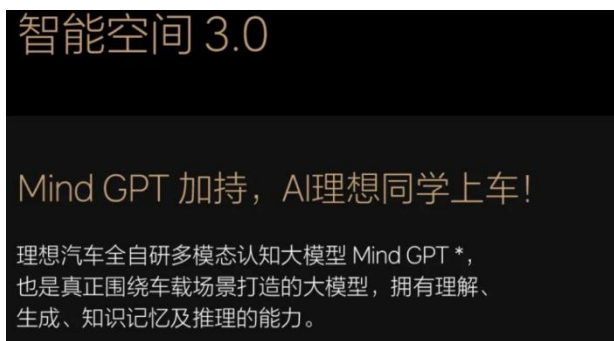 智能空间 3.0
Mind GPT 加持，AI理想同学上车！
理想汽车全自研多模态认知大模型 Mind GPT *，
也是真正围绕车载场景打造的大模型，拥有理解、
生成、知识记忆及推理的能力。